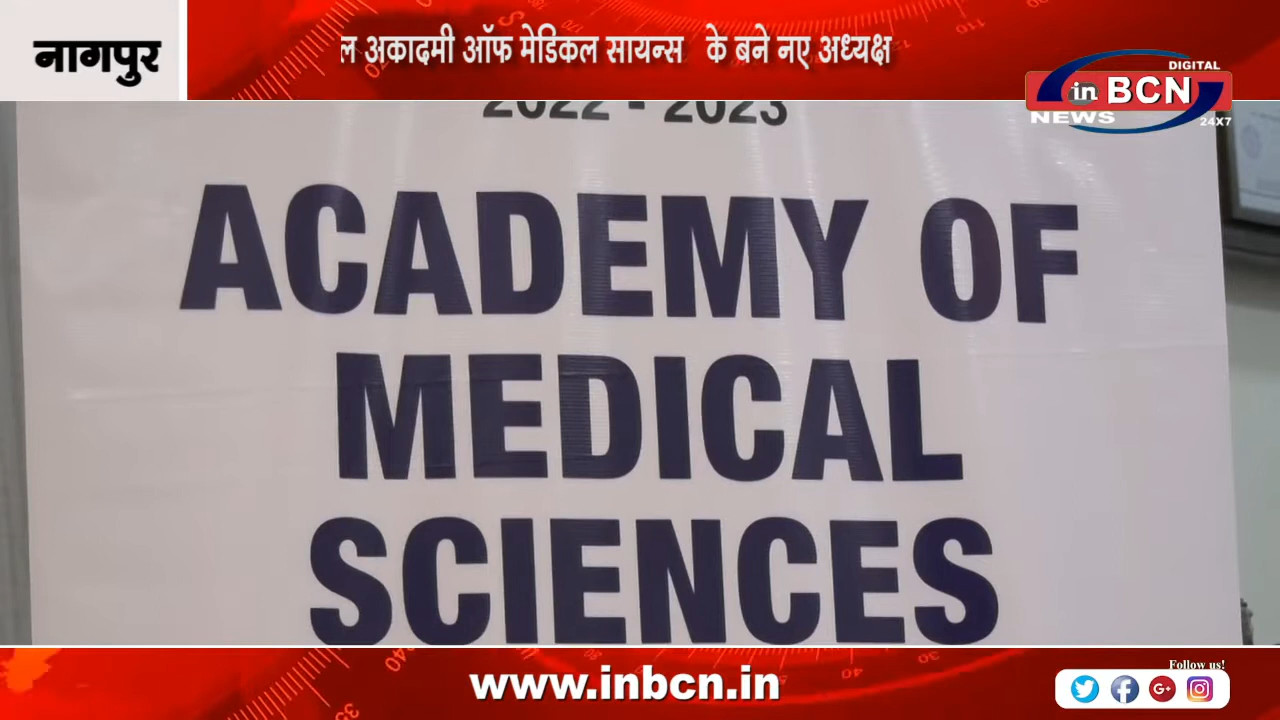 नागपुर
अकादमी ऑफ मेडिकल सायन्स के बने नए अध्यक्ष
DIGITAL
in BCN
NEWS 24X7
2022 - 2023
ACADEMY OF
MEDICAL
SCIENCES
www.inbcn.in
Follow us!